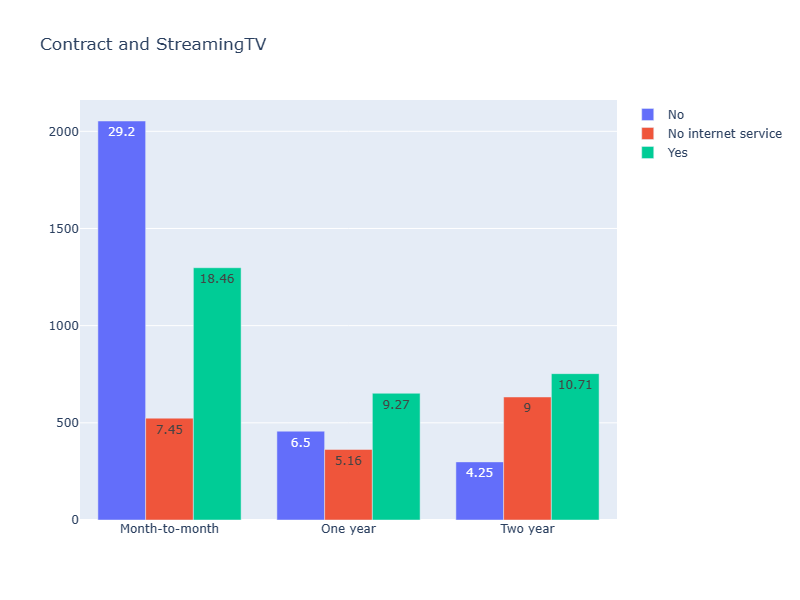 Contract and StreamingTV
No
No internet service
Yes
2000
1500
1000
500
0
29.2
7.45
18.46
6.5
5.16
9.27
4.25
9
10.71
Month-to-month
One year
Two year